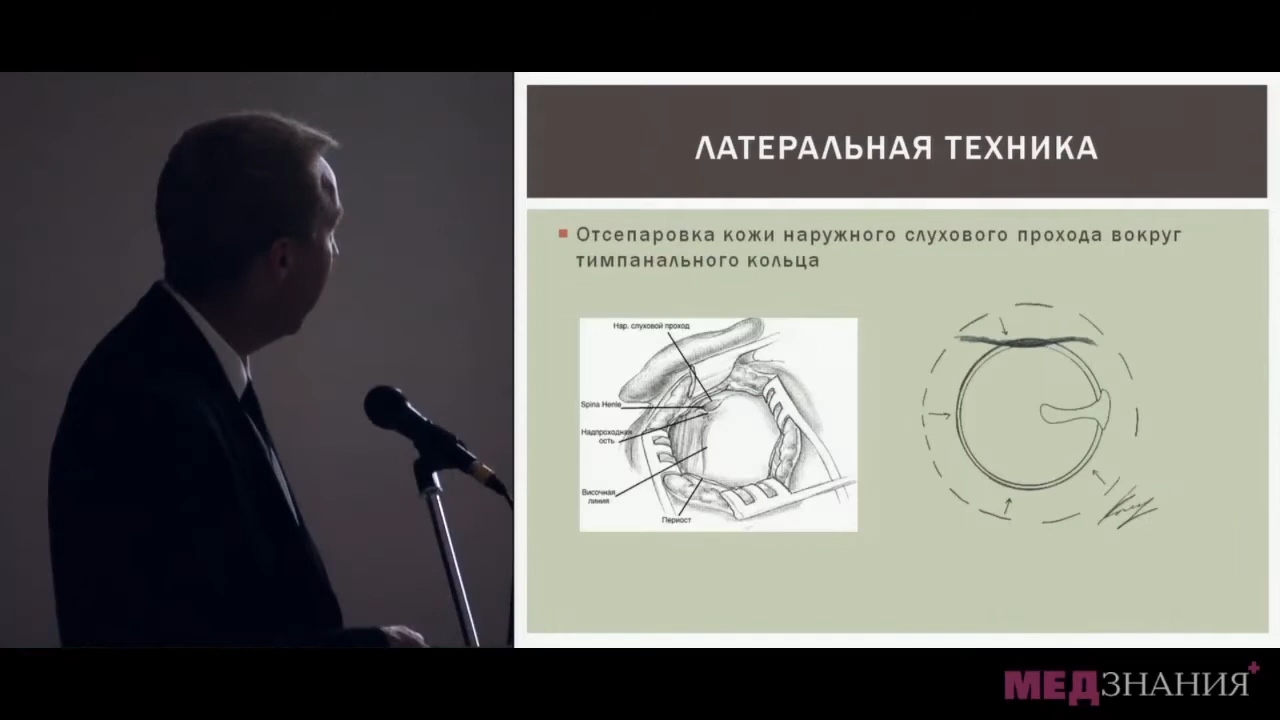 ЛАТЕРАЛЬНАЯ ТЕХНИКА
Отсепаровка кожи наружного слухового прохода вокруг
тимпанального кольца
Нар. слуховой проход
Spina Henle
Надпроходная
ость
Височная
линия
Периост
МЕДЗНАНИЯ+